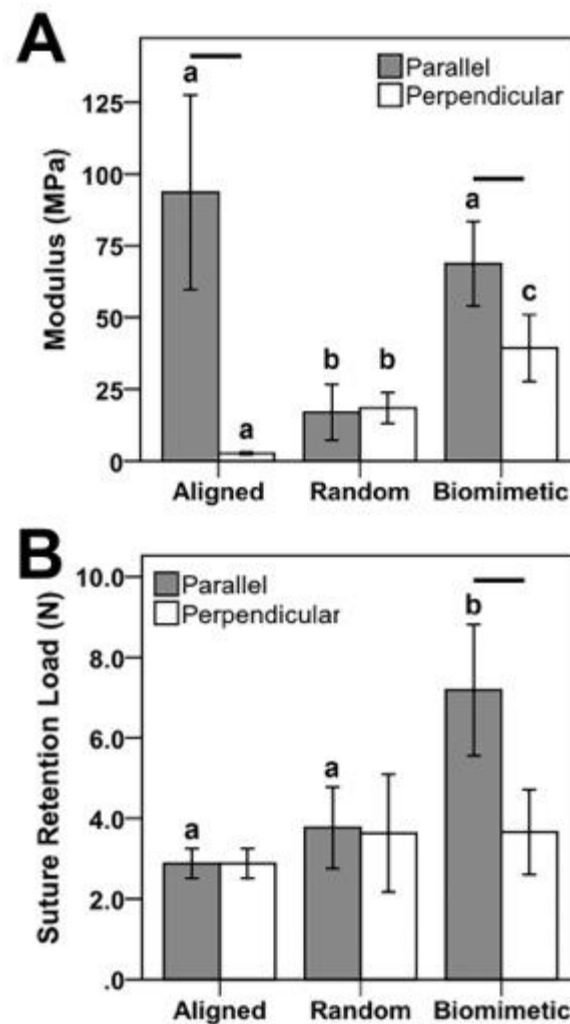 A
Modulus (MPa)
125
100
75
50
25
0
Parallel
Perpendicular
a
a
b
b
a
c
Aligned
Random
Biomimetic
B
Suture Retention Load (N)
10.0
8.0
6.0
4.0
2.0
.0
Parallel
Perpendicular
a
a
b
Aligned
Random
Biomimetic